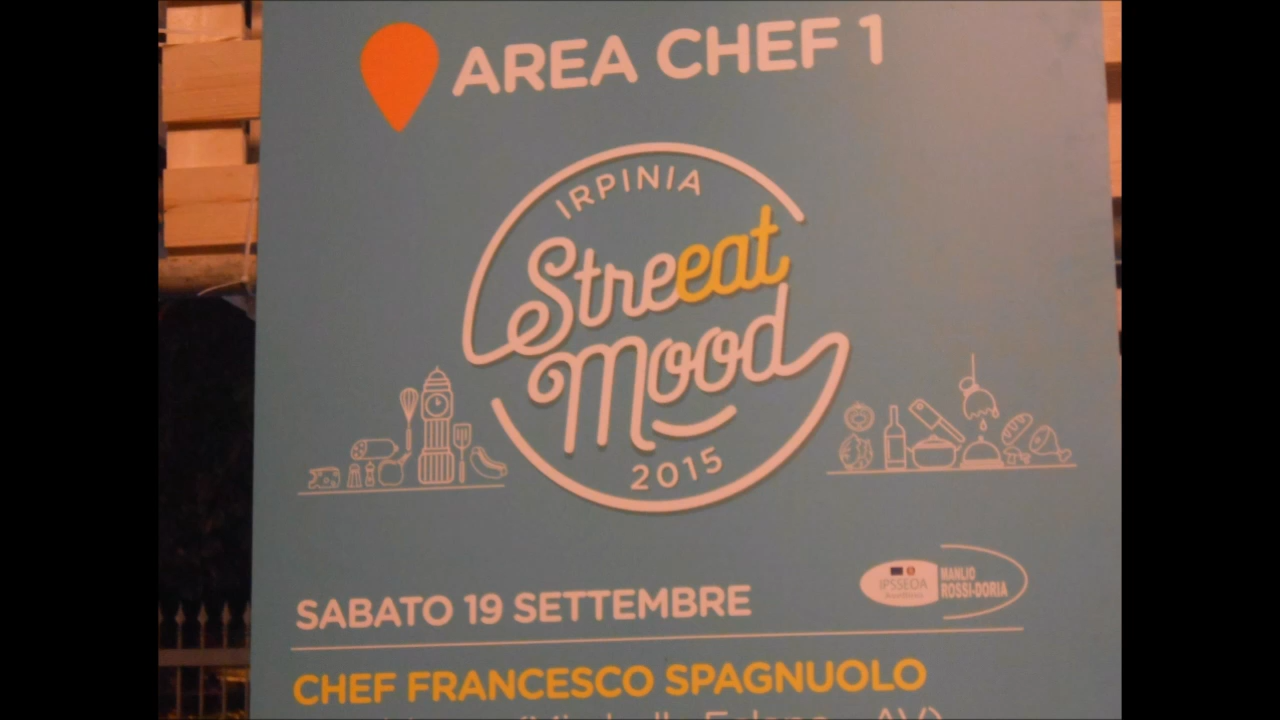 AREA CHEF 1
IRPINIA
Streeat
Mood
2015
IPSSEOA
MANLIO
ROSSI-DORIA
SABATO 19 SETTEMBRE
CHEF FRANCESCO SPAGNUOLO